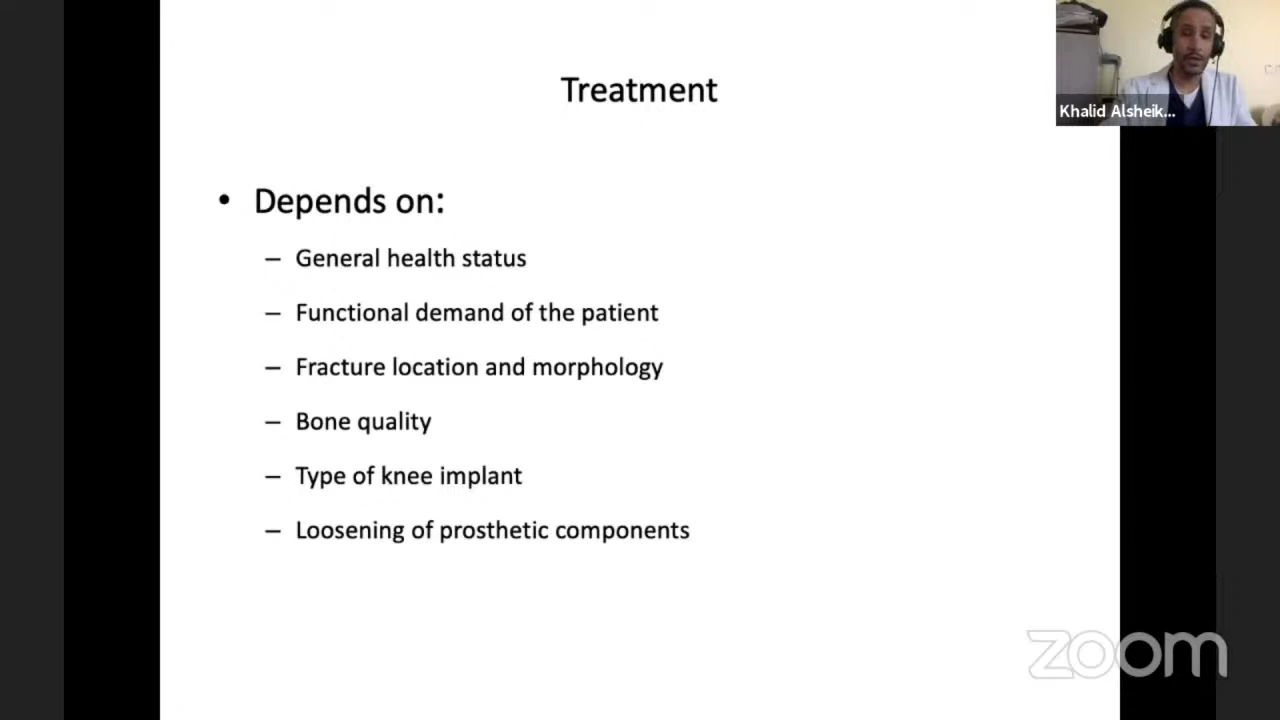 Treatment
Khalid Alsheik...
• Depends on:
– General health status
– Functional demand of the patient
– Fracture location and morphology
– Bone quality
– Type of knee implant
– Loosening of prosthetic components
zoom